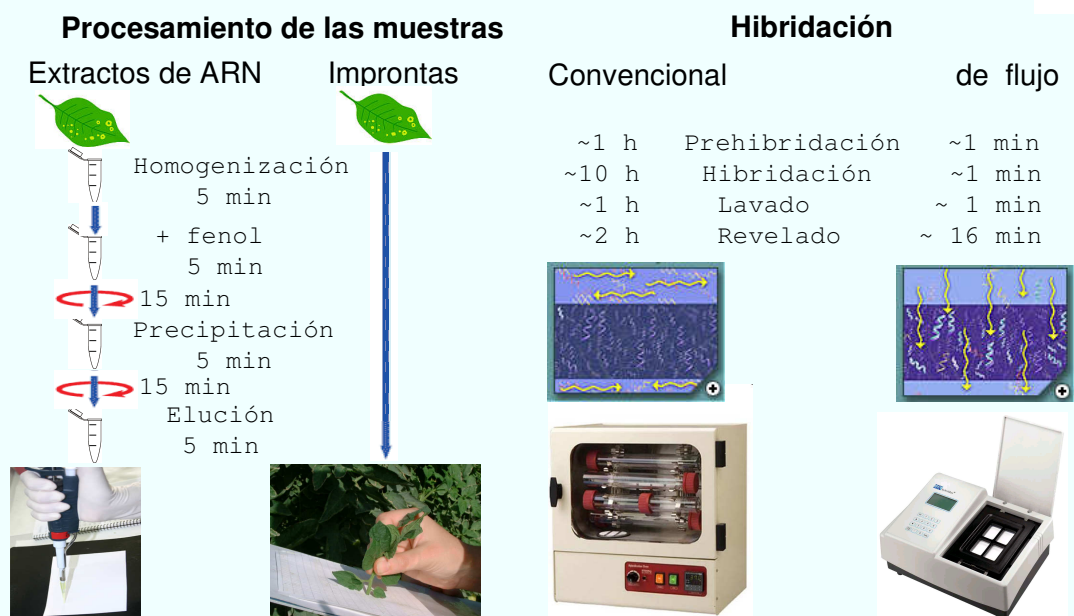 Procesamiento de las muestras
Extractos de ARN Improntas
Homogenización
5 min
+ fenol
5 min
15 min
Precipitación
5 min
15 min
Elución
5 min
Hibridación
Convencional de flujo
~1 h Prehibridación ~1 min
~10 h Hibridación ~1 min
~1 h Lavado ~ 1 min
~2 h Revelado ~ 16 min